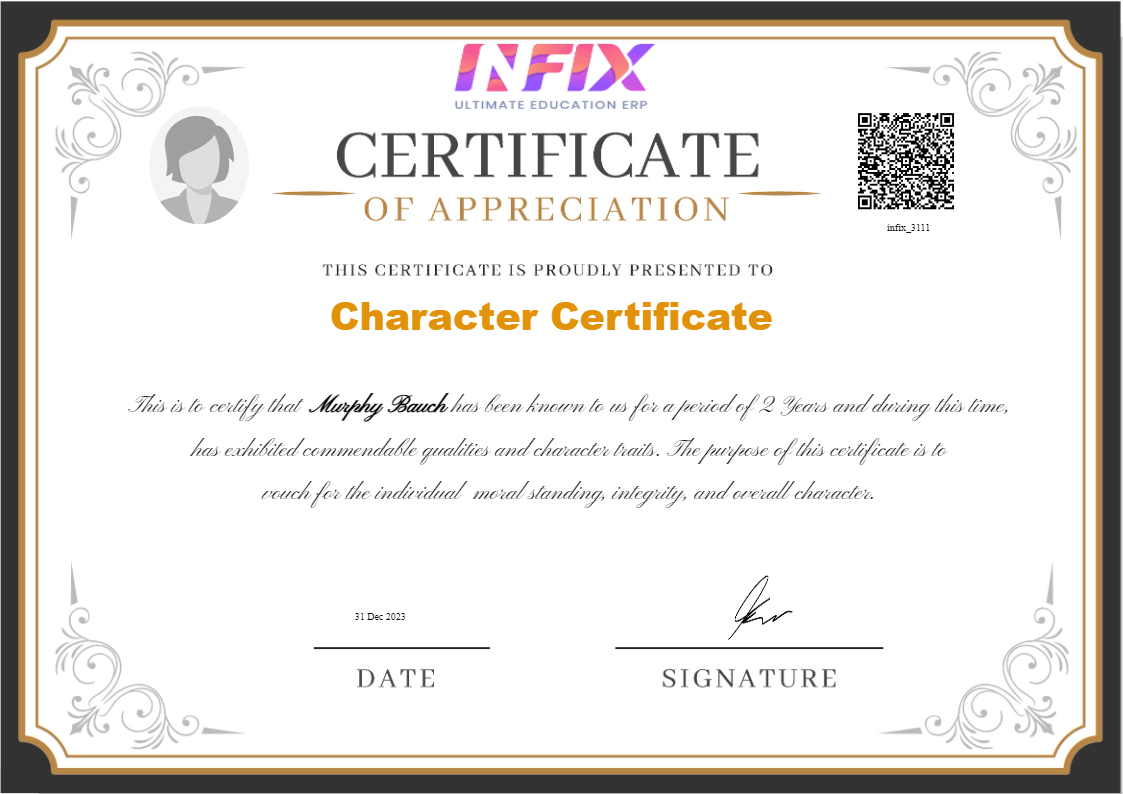 INFIX
ULTIMATE EDUCATION ERP
CERTIFICATE
OF APPRECIATION
infix_3111
THIS CERTIFICATE IS PROUDLY PRESENTED TO
Character Certificate
This is to certify that Murphy Bauch has been known to us for a period of 2 Years and during this time,
has exhibited commendable qualities and character traits. The purpose of this certificate is to
vouch for the individual moral standing, integrity, and overall character.
31 Dec 2023
DATE
SIGNATURE